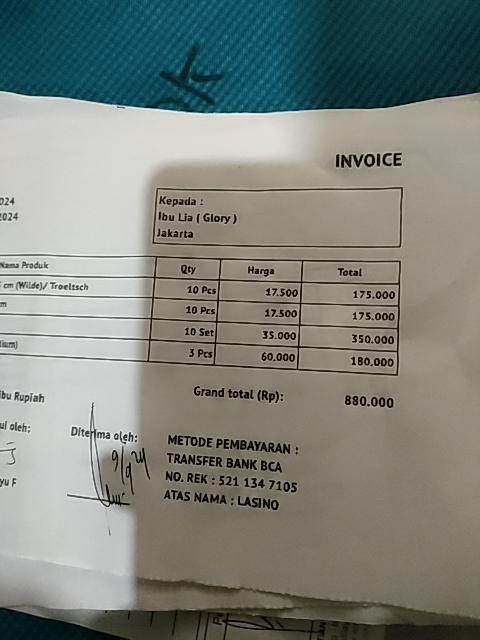 OK
INVOICE
024
2024
Kepada :
Ibu Lia ( Glory )
Jakarta
Nama Produk Qty Harga Total
cm (Wilde)/ Troeltsch 10 Pcs 17.500 175.000
m 10 Pcs 17.500 175.000
10 Set 35.000 350.000
ium) 3 Pcs 60.000 180.000
Grand total (Rp): 880.000
ibu Rupiah
ui oleh: Diterima oleh:
9/9 24
yu F
METODE PEMBAYARAN :
TRANSFER BANK BCA
NO. REK : 521 134 7105
ATAS NAMA : LASINO